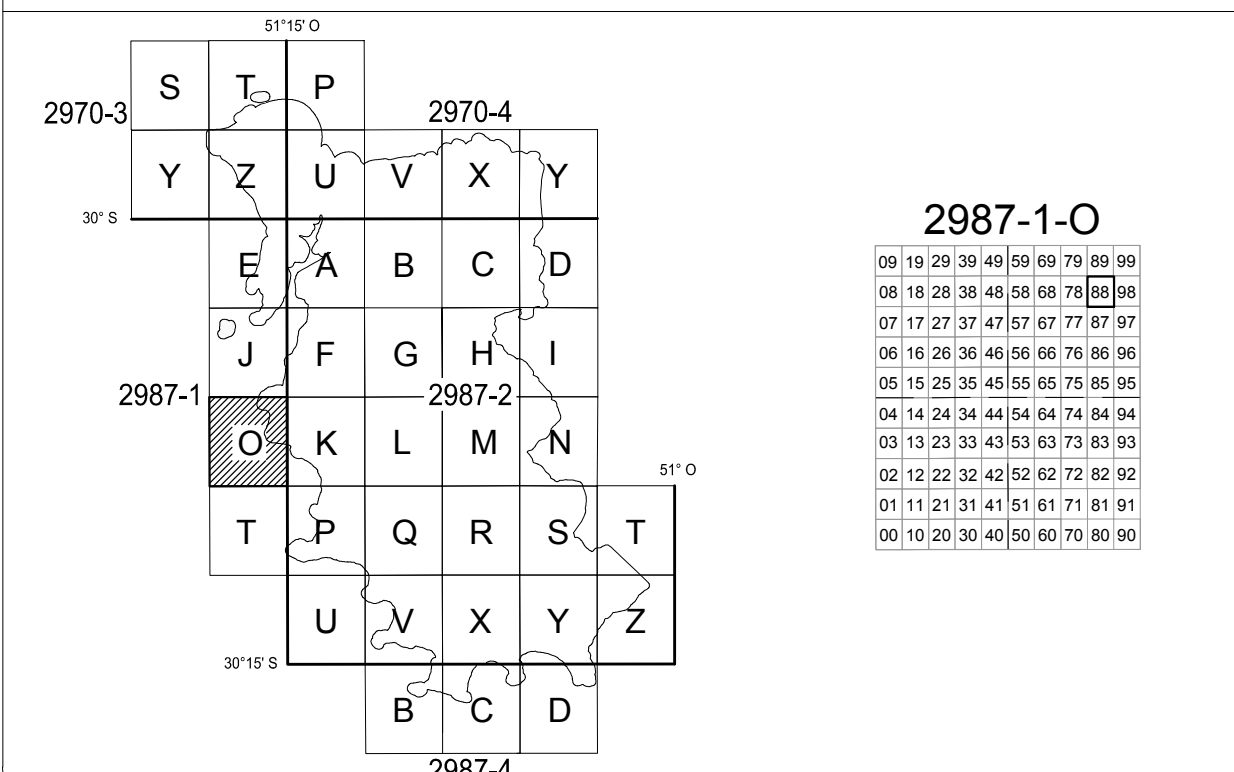 51°15' O
S T P
2970-3
2970-4
Y Z U V X Y
30° S
E A B C D
J F G H I
2987-1
2987-2
O K L M N
51° O
T P Q R S T
U V X Y Z
30°15' S
B C D
2987-4
2987-1-O
09 19 29 39 49 59 69 79 89 99
08 18 28 38 48 58 68 78 88 98
07 17 27 37 47 57 67 77 87 97
06 16 26 36 46 56 66 76 86 96
05 15 25 35 45 55 65 75 85 95
04 14 24 34 44 54 64 74 84 94
03 13 23 33 43 53 63 73 83 93
02 12 22 32 42 52 62 72 82 92
01 11 21 31 41 51 61 71 81 91
00 10 20 30 40 50 60 70 80 90